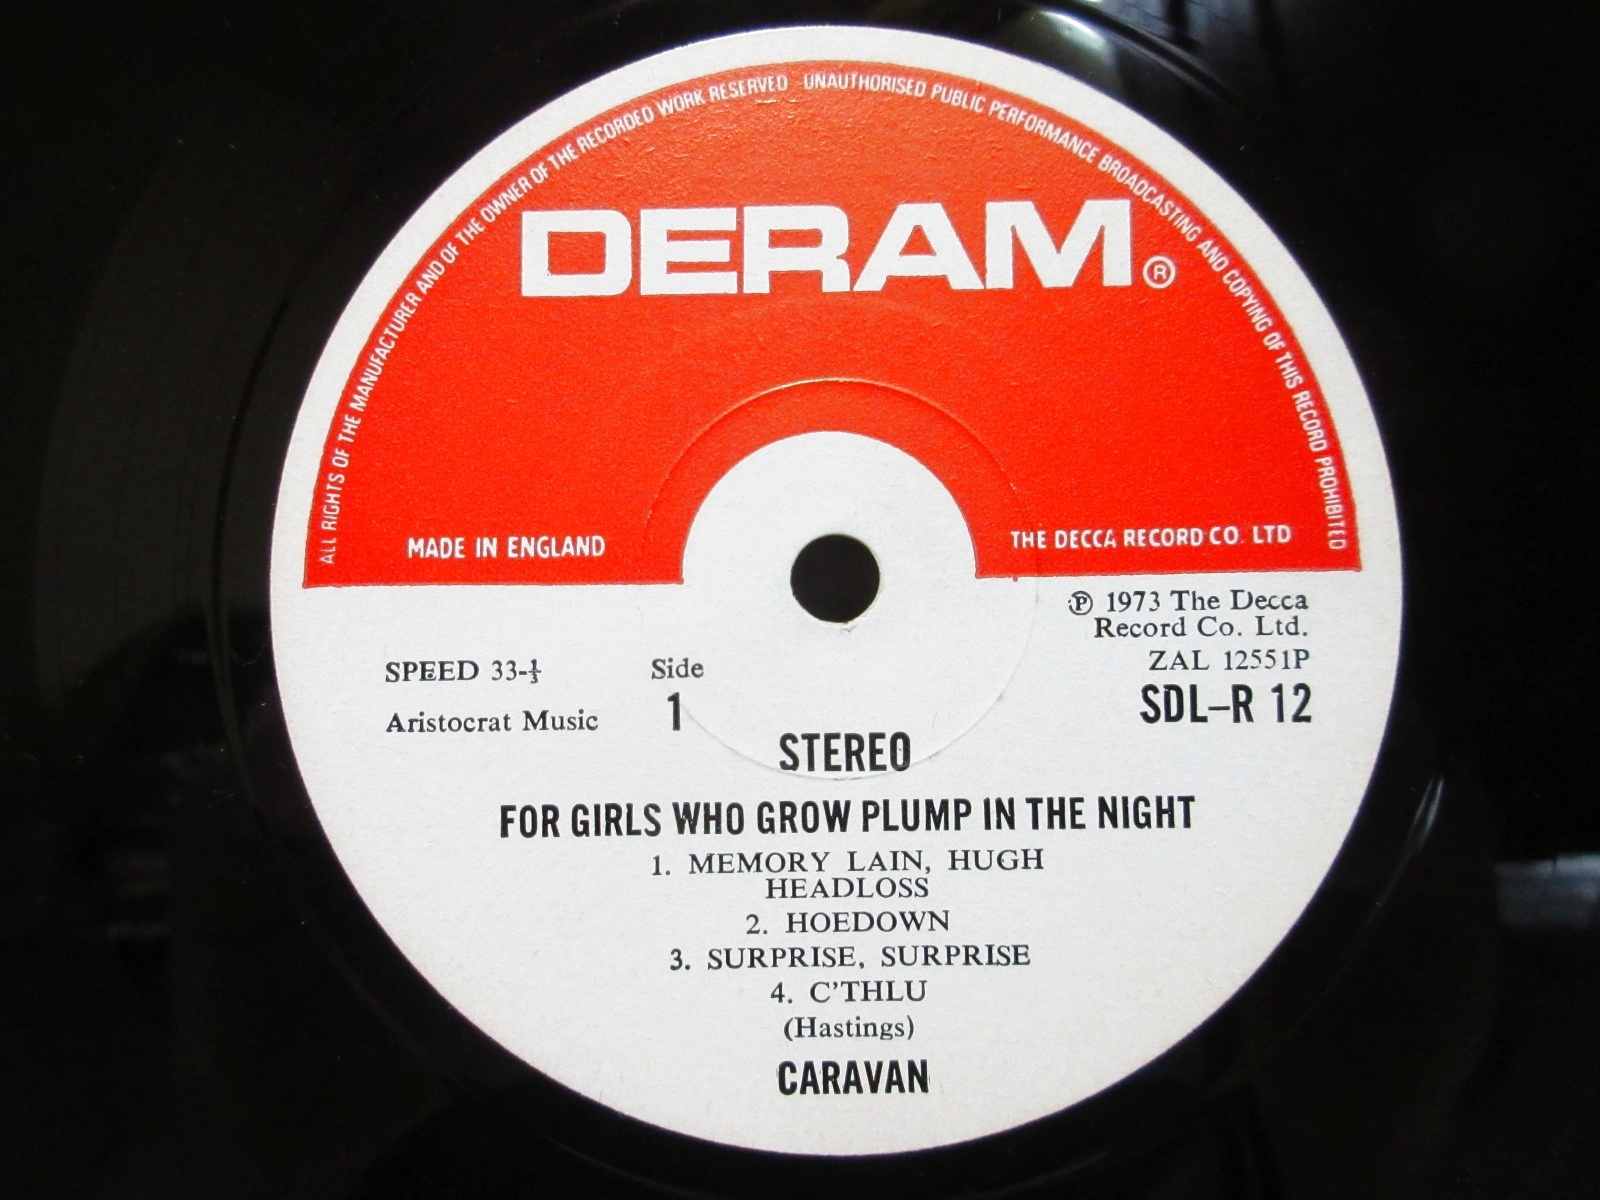 ALL RIGHTS OF THE MANUFACTURER AND OF THE OWNER OF THE RECORDED WORK RESERVED UNAUTHORISED PUBLIC PERFORMANCE BROADCASTING AND COPYING OF THIS RECORD PROHIBITED
DERAM®
MADE IN ENGLAND
THE DECCA RECORD CO. LTD
℗ 1973 The Decca
Record Co. Ltd.
ZAL 12551P
SDL–R 12
SPEED 33-⅓
Aristocrat Music
Side
1
STEREO
FOR GIRLS WHO GROW PLUMP IN THE NIGHT
1. MEMORY LAIN, HUGH
HEADLOSS
2. HOEDOWN
3. SURPRISE, SURPRISE
4. C'THLU
(Hastings)
CARAVAN